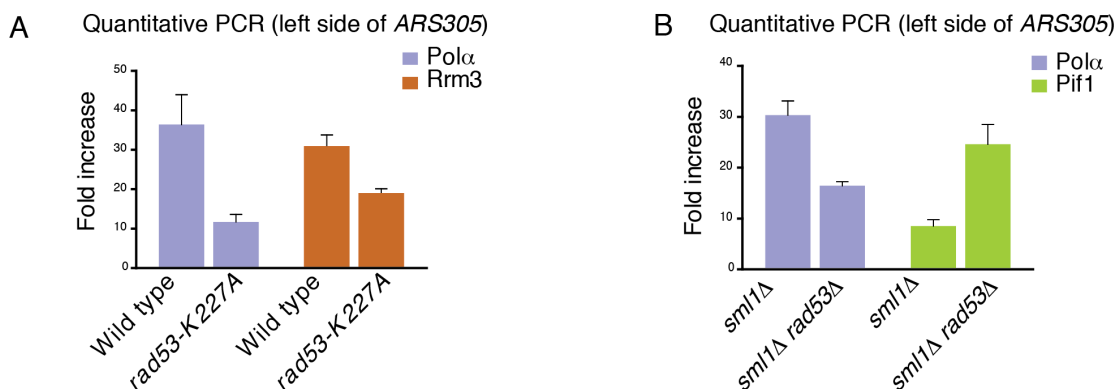 A
Quantitative PCR (left side of ARS305)
Polα
Rrm3
Fold increase
50
40
30
20
10
0
Wild type
rad53-K227A
Wild type
rad53-K227A
B
Quantitative PCR (left side of ARS305)
Polα
Pif1
Fold increase
40
30
20
10
0
sml1Δ
sml1Δ rad53Δ
sml1Δ
sml1Δ rad53Δ